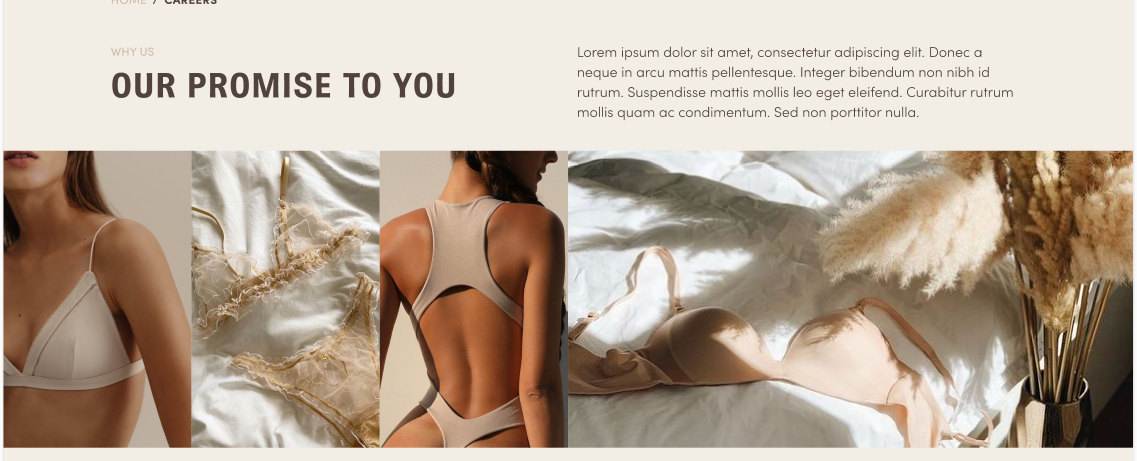 HOME / CAREERS
WHY US
OUR PROMISE TO YOU
Lorem ipsum dolor sit amet, consectetur adipiscing elit. Donec a
neque in arcu mattis pellentesque. Integer bibendum non nibh id
rutrum. Suspendisse mattis mollis leo eget eleifend. Curabitur rutrum
mollis quam ac condimentum. Sed non porttitor nulla.